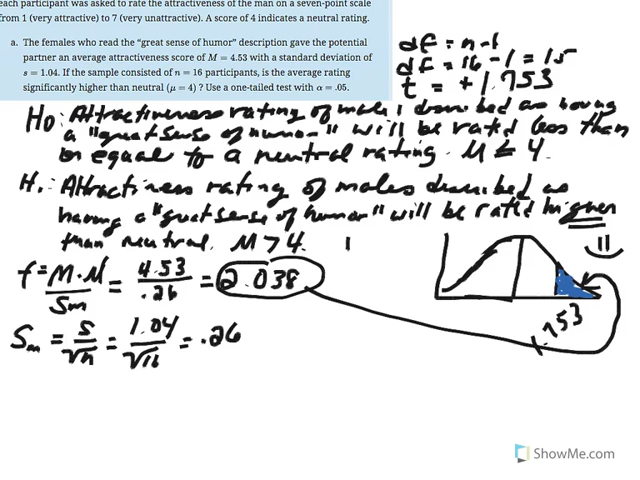 each participant was asked to rate the attractiveness of the man on a seven-point scale
from 1 (very attractive) to 7 (very unattractive). A score of 4 indicates a neutral rating.
a. The females who read the “great sense of humor” description gave the potential
partner an average attractiveness score of M = 4.53 with a standard deviation of
s = 1.04. If the sample consisted of n = 16 participants, is the average rating
significantly higher than neutral (μ = 4) ? Use a one-tailed test with α = .05.
df = n-1
df = 16-1 = 15
t = +1.753
Ho: Attractiveness rating of male, described as having
a "great sense of humor" will be rated less than
or equal to a neutral rating. M ≤ 4.
H1: Attractiness rating of males described as
having a "great sense of humor" will be rated higher
than neutral. M > 4.
t = M-M/Sm = 4.53/.26 = 2.038
Sm = s/√n = 1.04/√16 = .26
1.753
ShowMe.com